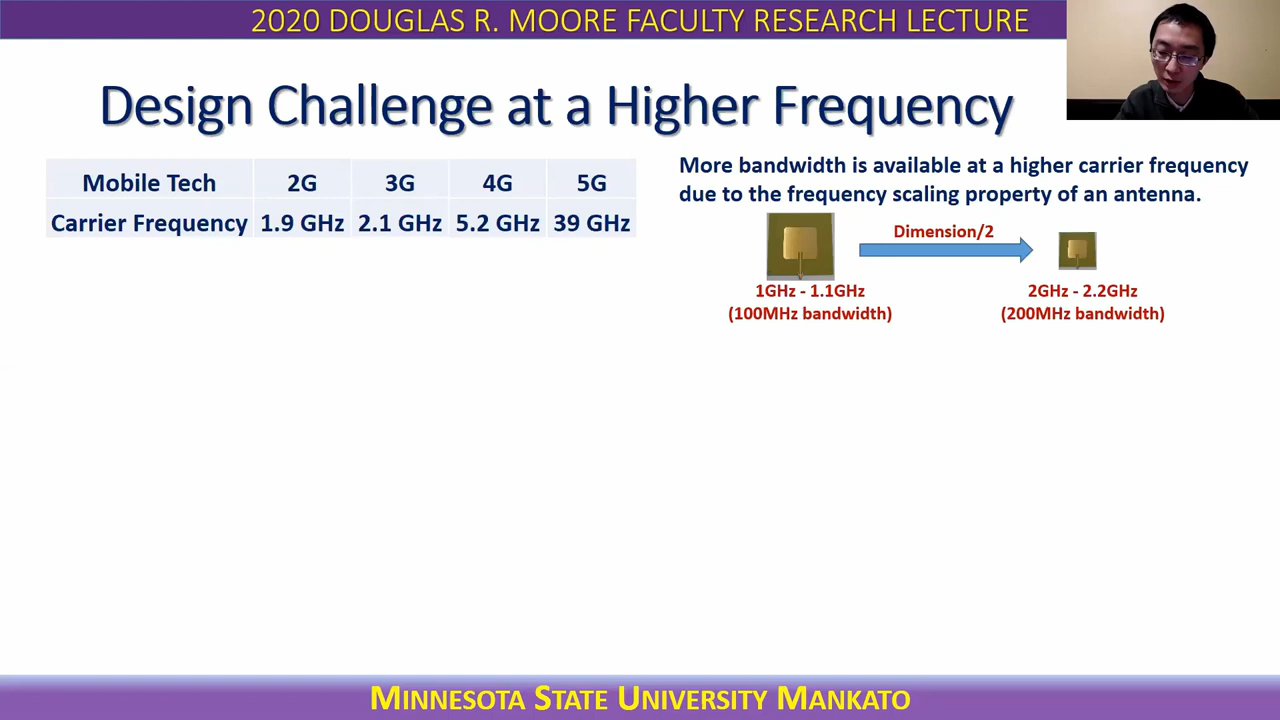 2020 DOUGLAS R. MOORE FACULTY RESEARCH LECTURE
Design Challenge at a Higher Frequency
Mobile Tech 2G 3G 4G 5G
Carrier Frequency 1.9 GHz 2.1 GHz 5.2 GHz 39 GHz
More bandwidth is available at a higher carrier frequency
due to the frequency scaling property of an antenna.
Dimension/2
1GHz - 1.1GHz
(100MHz bandwidth)
2GHz - 2.2GHz
(200MHz bandwidth)
MINNESOTA STATE UNIVERSITY MANKATO